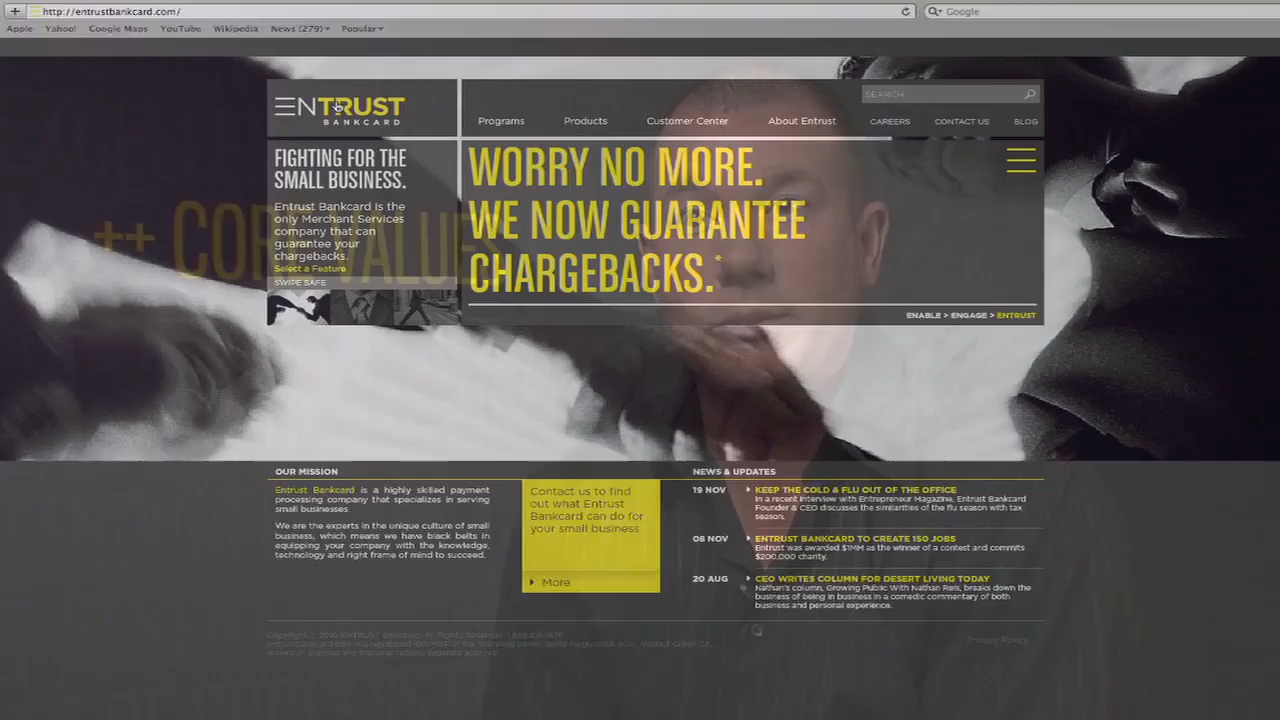 http://entrustbankcard.com/
Google
Apple Yahoo! Google Maps YouTube Wikipedia News (279) Popular
ENTRUST
BANKCARD
SEARCH
Programs Products Customer Center About Entrust CAREERS CONTACT US BLOG
FIGHTING FOR THE
SMALL BUSINESS.
Entrust Bankcard is the
only Merchant Services
company that can
guarantee your
chargebacks.
Select a Feature
SWIPE SAFE
WORRY NO MORE.
WE NOW GUARANTEE
CHARGEBACKS.*
ENABLE > ENGAGE > ENTRUST
++ CORE VALUES
OUR MISSION
Entrust Bankcard is a highly skilled payment
processing company that specializes in serving
small businesses.
We are the experts in the unique culture of small
business, which means we have black belts in
equipping your company with the knowledge,
technology and right frame of mind to succeed.
Contact us to find
out what Entrust
Bankcard can do for
your small business
More
NEWS & UPDATES
19 NOV KEEP THE COLD & FLU OUT OF THE OFFICE
In a recent interview with Entrepreneur Magazine, Entrust Bankcard
Founder & CEO discusses the similarities of the flu season with tax
season.
08 NOV ENTRUST BANKCARD TO CREATE 150 JOBS
Entrust was awarded $1MM as the winner of a contest and commits
$200,000 charity.
20 AUG CEO WRITES COLUMN FOR DESERT LIVING TODAY
Nathan's column, Growing Public With Nathan Reis, breaks down the
business of being in business in a comedic commentary of both
business and personal experience.
Privacy Policy